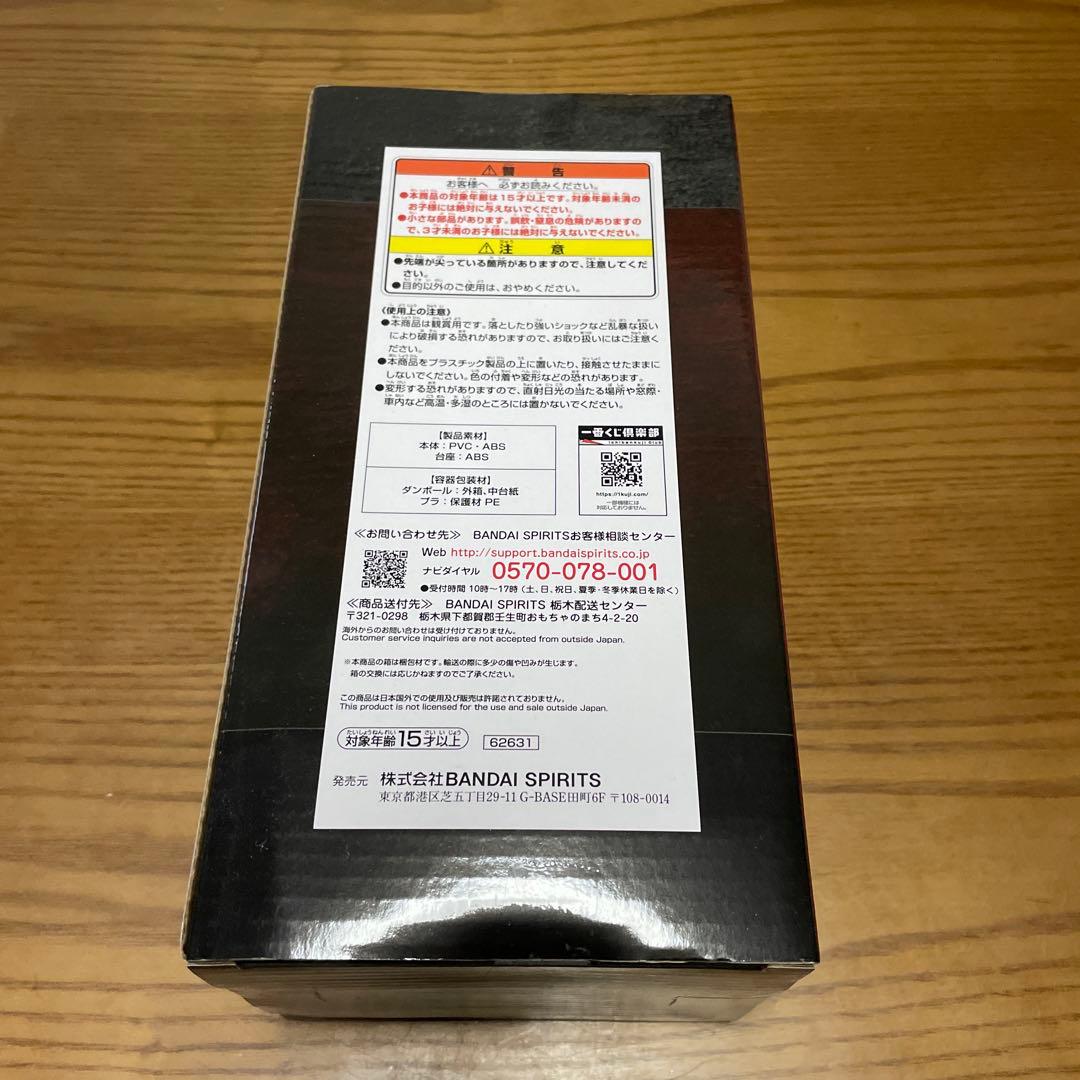 ⚠警 告
お客様へ 必ずお読みください。
●本商品の対象年齢は15才以上です。対象年齢未満の
お子様には絶対に与えないでください。
●小さな部品があります。誤飲・窒息の危険がありますの
で、3才未満のお子様には絶対に与えないでください。
⚠注 意
●先端が尖っている箇所がありますので、注意してくだ
さい。
●目的以外のご使用は、おやめください。
〈使用上の注意〉
●本商品は観賞用です。落としたり強いショックなど乱暴な扱い
により破損する恐れがありますので、お取り扱いにはご注意く
ださい。
●本商品をプラスチック製品の上に置いたり、接触させたままに
しないでください。色の付着や変形などの恐れがあります。
●変形する恐れがありますので、直射日光の当たる場所や窓際・
車内など高温・多湿のところには置かないでください。
【製品素材】
本体：PVC・ABS
台座：ABS
【容器包装材】
ダンボール：外箱、中台紙
プラ：保護材 PE
一番くじ倶楽部
Ichibankuji Club
https://1kuji.com/
一部機種には
対応しておりません。
≪お問い合わせ先≫ BANDAI SPIRITSお客様相談センター
Web http://support.bandaispirits.co.jp
ナビダイヤル 0570-078-001
●受付時間 10時〜17時（土、日、祝日、夏季・冬季休業日を除く）
≪商品送付先≫ BANDAI SPIRITS 栃木配送センター
〒321-0298 栃木県下都賀郡壬生町おもちゃのまち4-2-20
海外からのお問い合わせは受け付けておりません。
Customer service inquiries are not accepted from outside Japan.
※本商品の箱は梱包材です。輸送の際に多少の傷や凹みが生じます。
箱の交換には応じかねますのでご了承ください。
この商品は日本国外での使用及び販売は許諾されておりません。
This product is not licensed for the use and sale outside Japan.
対象年齢15才以上 62631
発売元 株式会社BANDAI SPIRITS
東京都港区芝五丁目29-11 G-BASE田町6F 〒108-0014